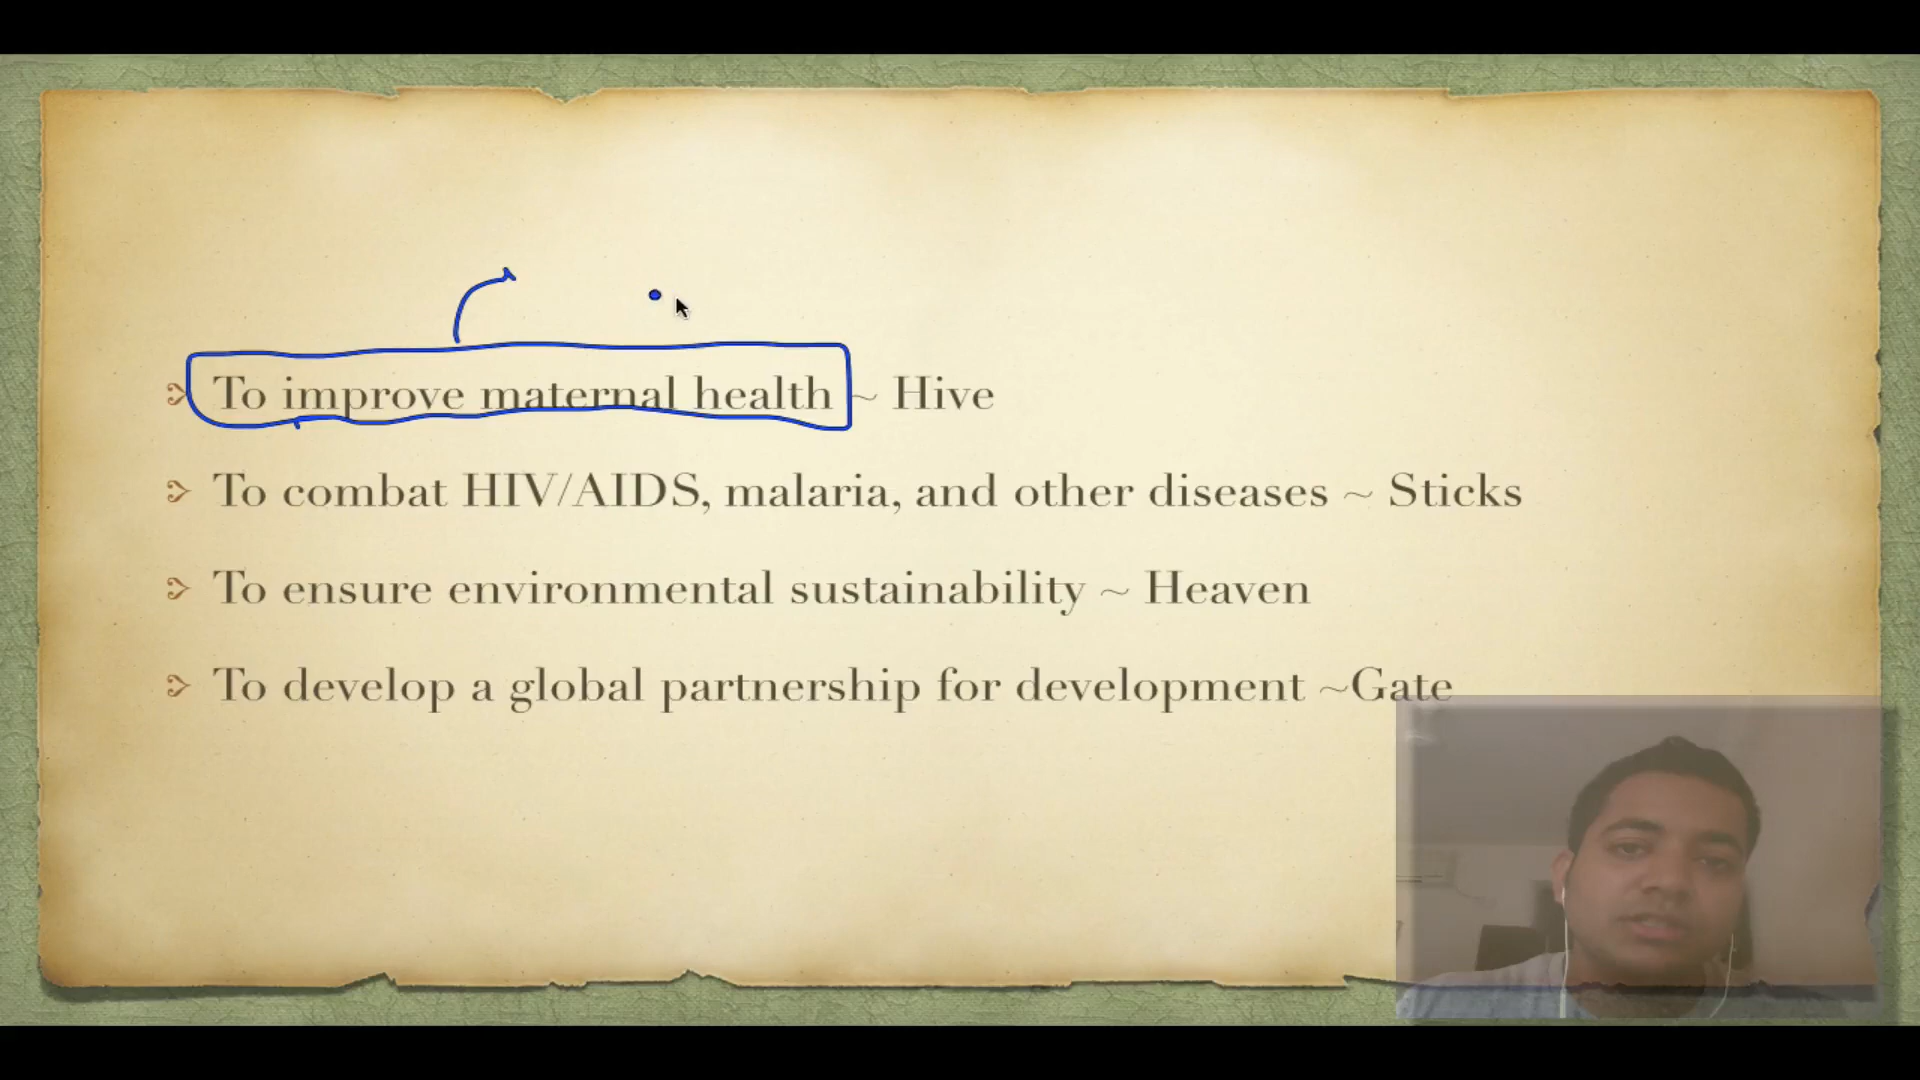 To improve maternal health ~ Hive
To combat HIV/AIDS, malaria, and other diseases ~ Sticks
To ensure environmental sustainability ~ Heaven
To develop a global partnership for development ~Gate